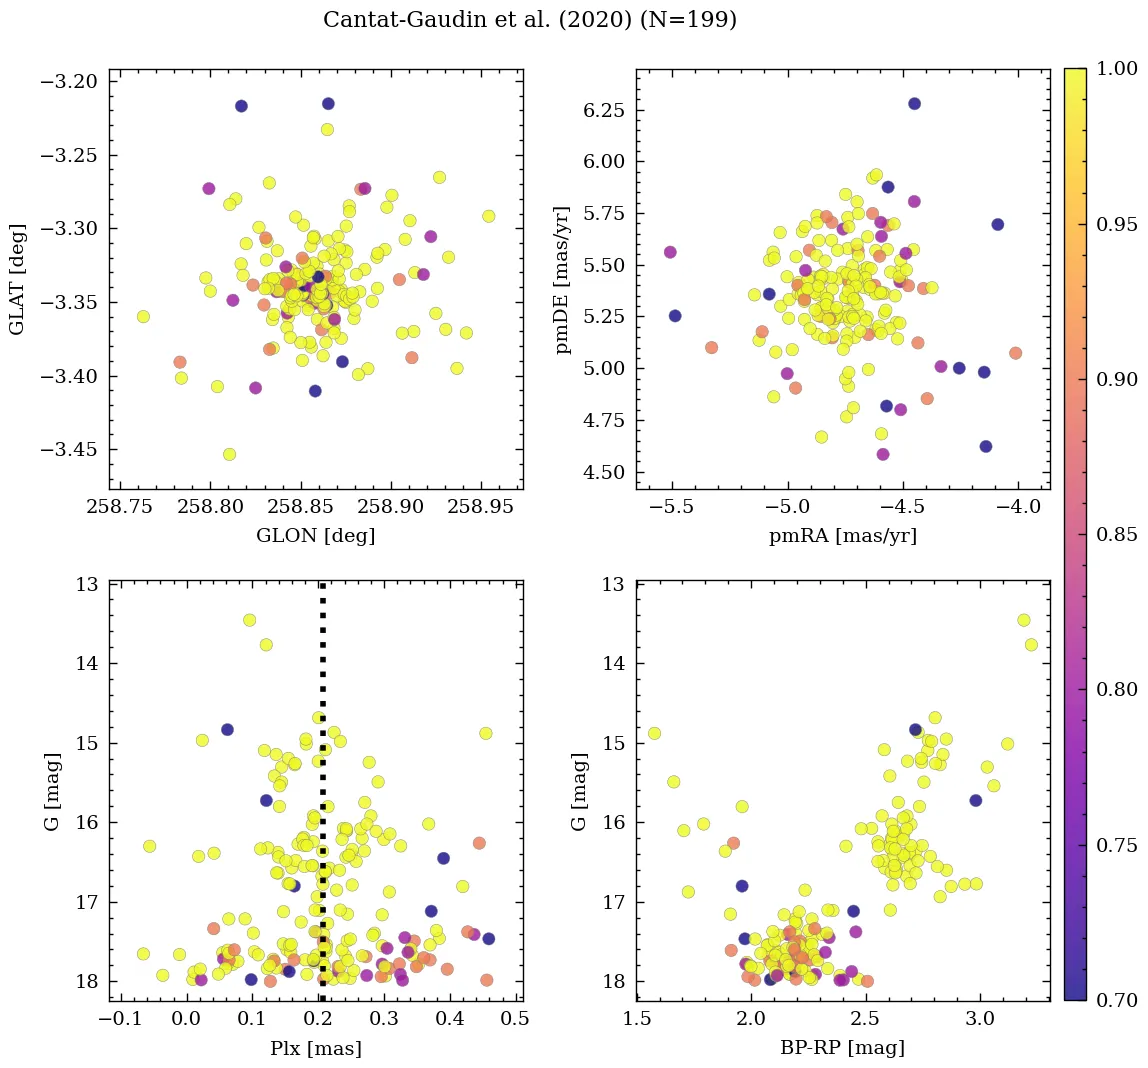 Cantat-Gaudin et al. (2020) (N=199)
−3.20
−3.25
−3.30
−3.35
−3.40
−3.45
GLAT [deg]
258.75 258.80 258.85 258.90 258.95
GLON [deg]
6.25
6.00
5.75
5.50
5.25
5.00
4.75
4.50
pmDE [mas/yr]
−5.5 −5.0 −4.5 −4.0
pmRA [mas/yr]
13
14
15
16
17
18
G [mag]
−0.1 0.0 0.1 0.2 0.3 0.4 0.5
Plx [mas]
13
14
15
16
17
18
G [mag]
1.5 2.0 2.5 3.0
BP-RP [mag]
1.00
0.95
0.90
0.85
0.80
0.75
0.70